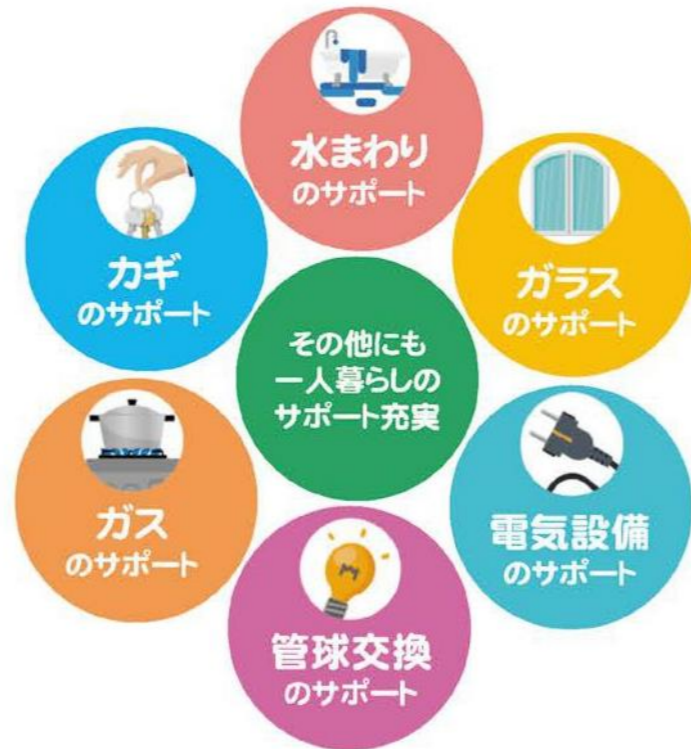 水まわり
のサポート
カギ
のサポート
ガラス
のサポート
その他にも
一人暮らしの
サポート充実
ガス
のサポート
電気設備
のサポート
管球交換
のサポート